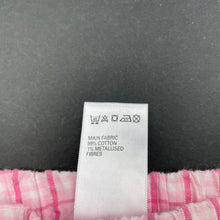 MAIN FABRIC
99% COTTON
1% METALLISED
FIBRES